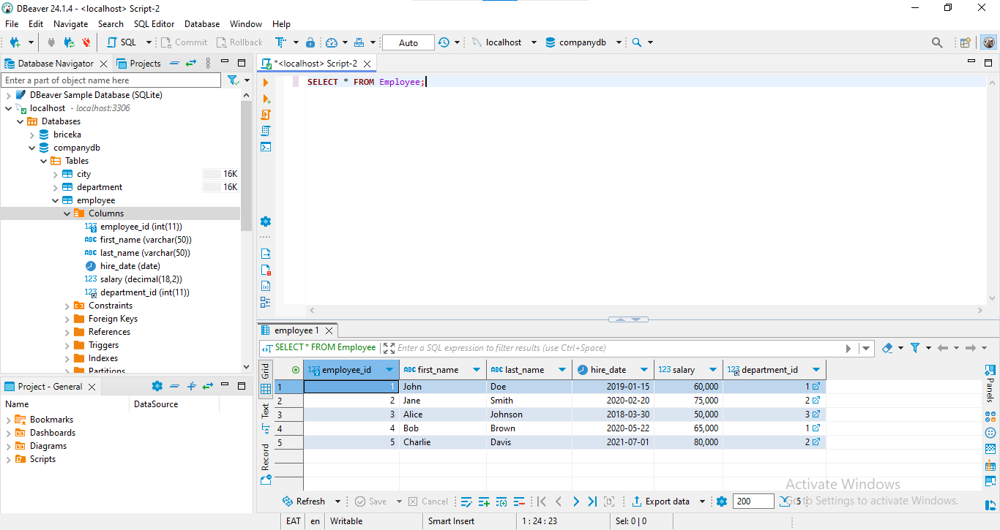 DBeaver 24.1.4 - <localhost> Script-2
File Edit Navigate Search SQL Editor Database Window Help
SQL Commit Rollback Auto localhost companydb
Database Navigator Projects
Enter a part of object name here
DBeaver Sample Database (SQLite)
localhost - localhost:3306
Databases
briceka
companydb
Tables
city 16K
department 16K
employee
Columns
employee_id (int(11))
first_name (varchar(50))
last_name (varchar(50))
hire_date (date)
salary (decimal(18,2))
department_id (int(11))
Constraints
Foreign Keys
References
Triggers
Indexes
Partitions
Project - General
Name DataSource
Bookmarks
Dashboards
Diagrams
Scripts
*<localhost> Script-2
SELECT * FROM Employee;
employee 1
SELECT * FROM Employee Enter a SQL expression to filter results (use Ctrl+Space)
Grid
Text
Record
employee_id first_name last_name hire_date salary department_id
1 1 John Doe 2019-01-15 60,000 1
2 2 Jane Smith 2020-02-20 75,000 2
3 3 Alice Johnson 2018-03-30 50,000 3
4 4 Bob Brown 2020-05-22 65,000 1
5 5 Charlie Davis 2021-07-01 80,000 2
Panels
Activate Windows
Go to Settings to activate Windows.
Refresh Save Cancel Export data 200 5
EAT en Writable Smart Insert 1 : 24 : 23 Sel: 0 | 0